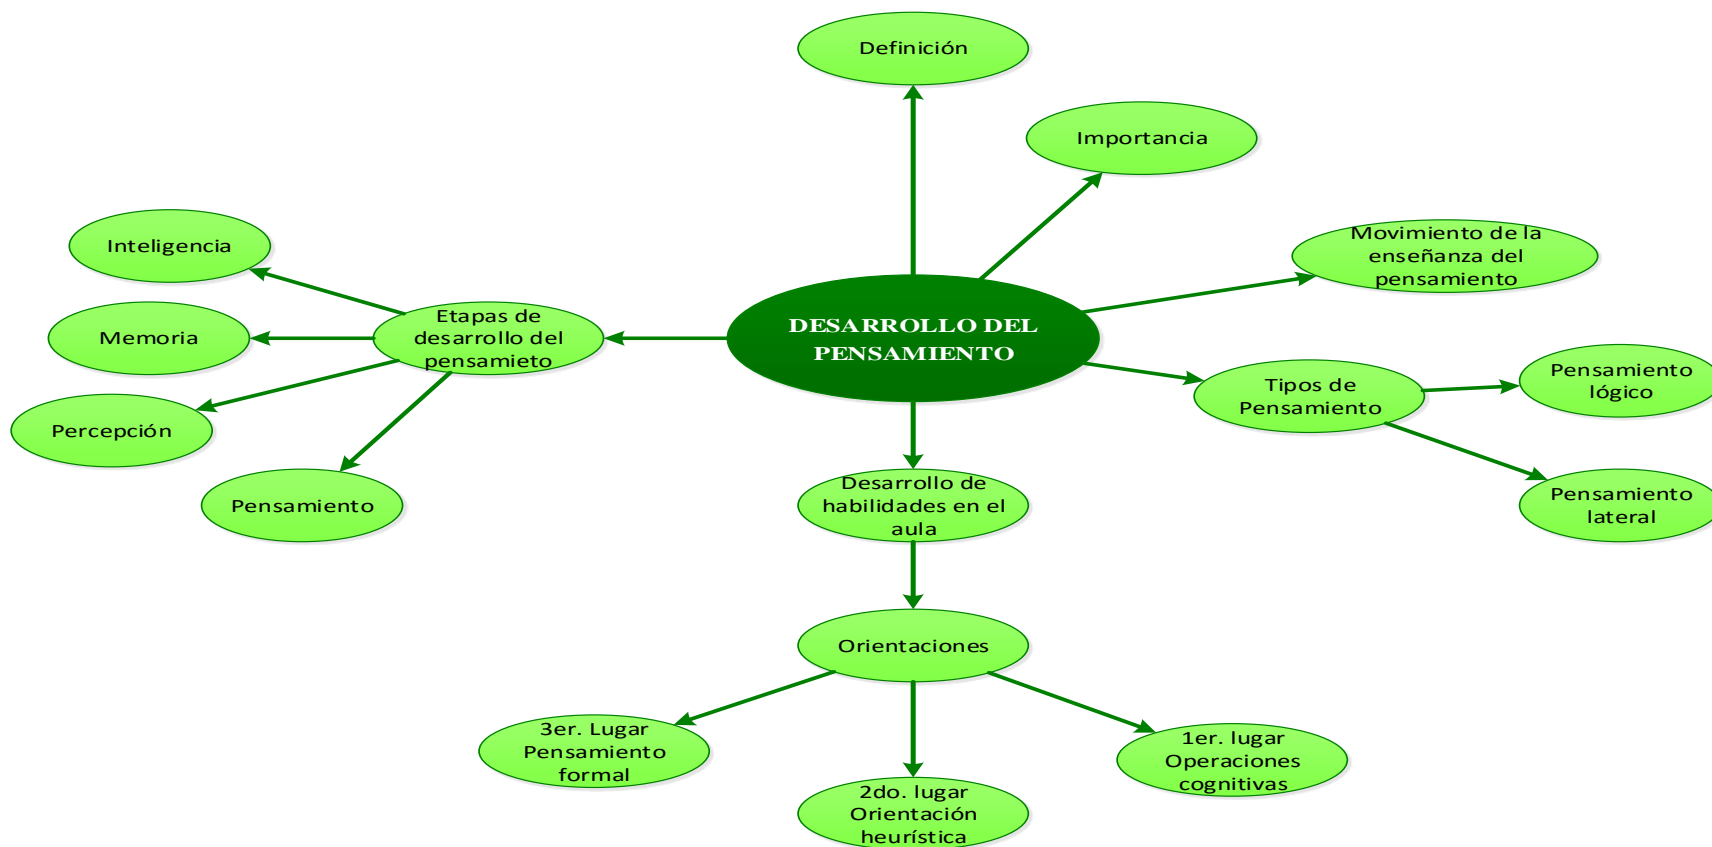 Definición
Importancia
Movimiento de la
enseñanza del
pensamiento
Inteligencia
Memoria
Percepción
Pensamiento
Etapas de
desarrollo del
pensamieto
DESARROLLO DEL
PENSAMIENTO
Tipos de
Pensamiento
Pensamiento
lógico
Pensamiento
lateral
Desarrollo de
habilidades en el
aula
Orientaciones
3er. Lugar
Pensamiento
formal
2do. lugar
Orientación
heurística
1er. lugar
Operaciones
cognitivas